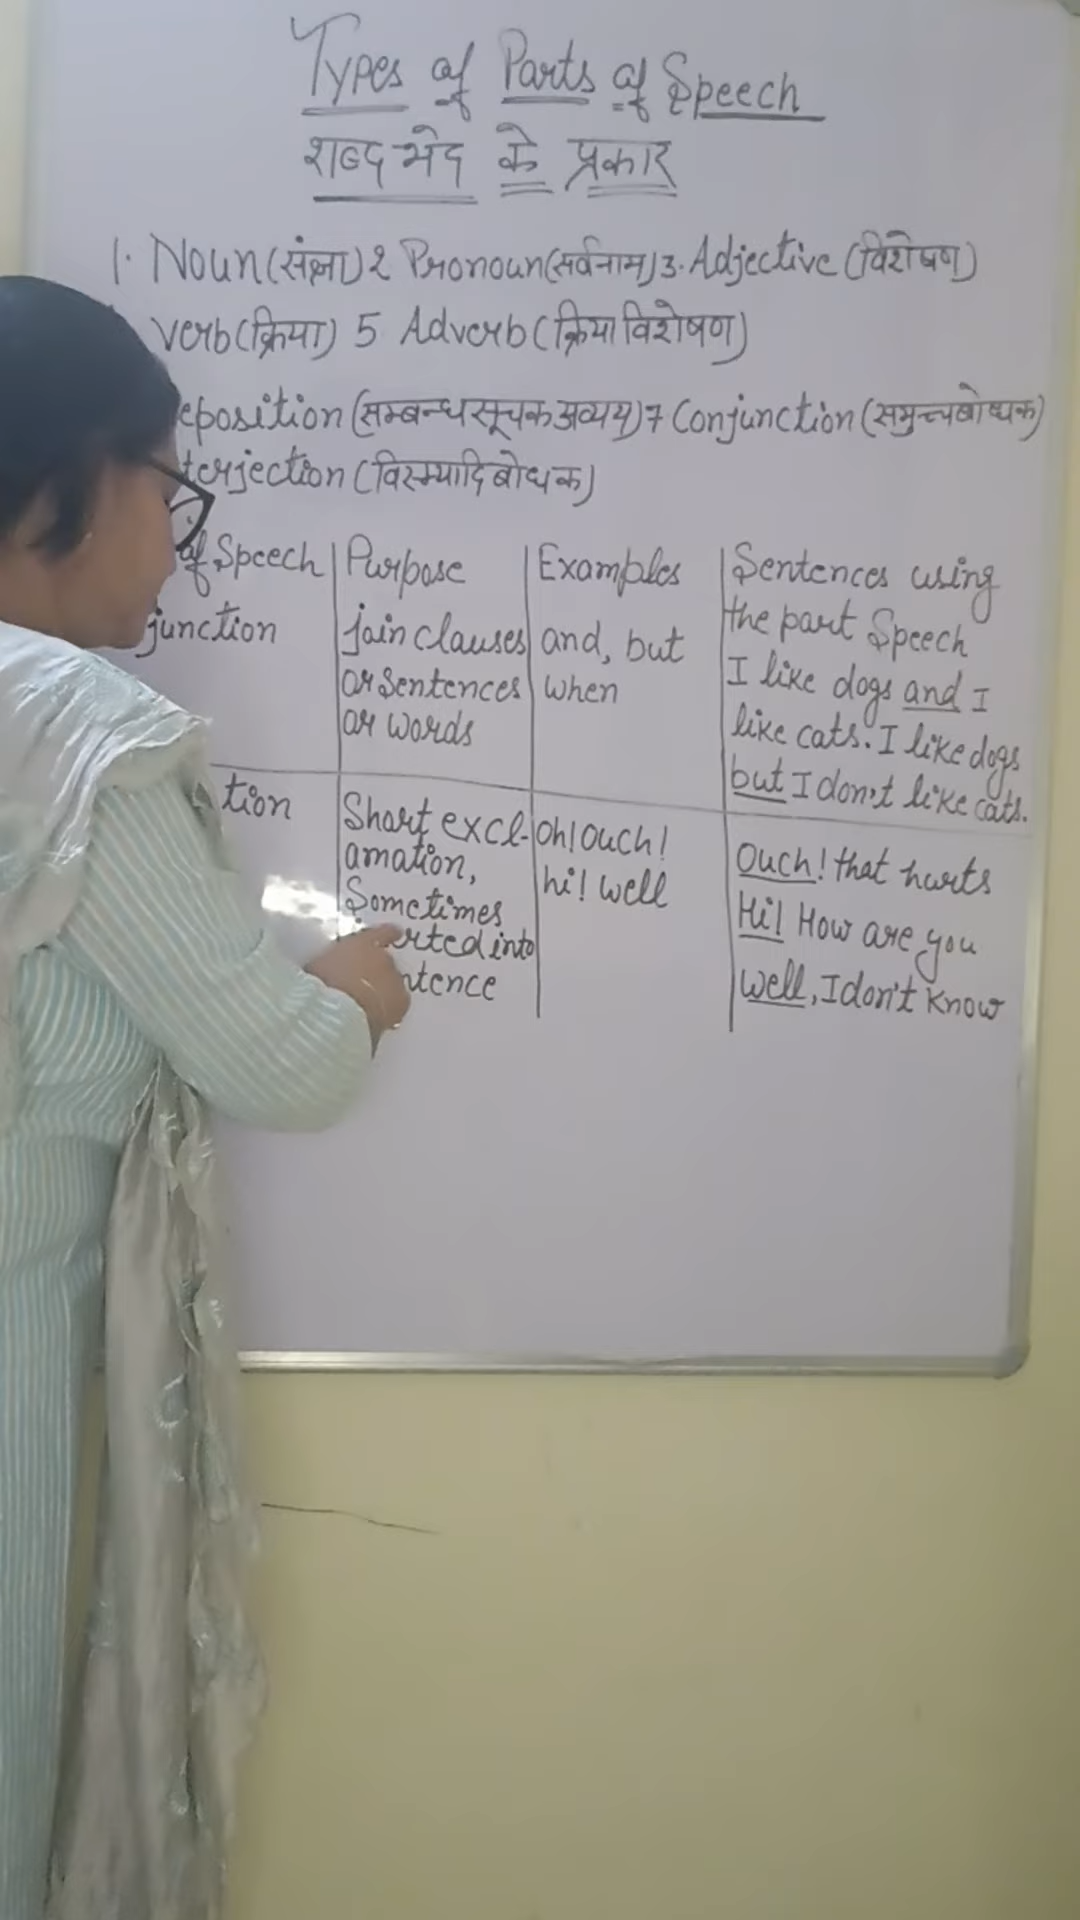 Types of Parts of Speech
शब्द भेद के प्रकार
1. Noun (संज्ञा) 2 Pronoun (सर्वनाम) 3. Adjective (विशेषण)
verb (क्रिया) 5 Adverb (क्रिया विशेषण)
eposition (सम्बन्ध सूचक अव्यय) 7 Conjunction (समुच्चबोधक)
terjection (विस्मयादि बोधक)
of Speech
junction
Purpose
join clauses
or Sentences
or words
Examples
and, but
when
Sentences using
the part Speech
I like dogs and I
like cats. I like dogs
but I don't like cats.
tion
Short excl-
amation,
Sometimes
rted into
ntence
Oh! Ouch!
hi! well
Ouch! that hurts
Hi! How are you
well, I don't know